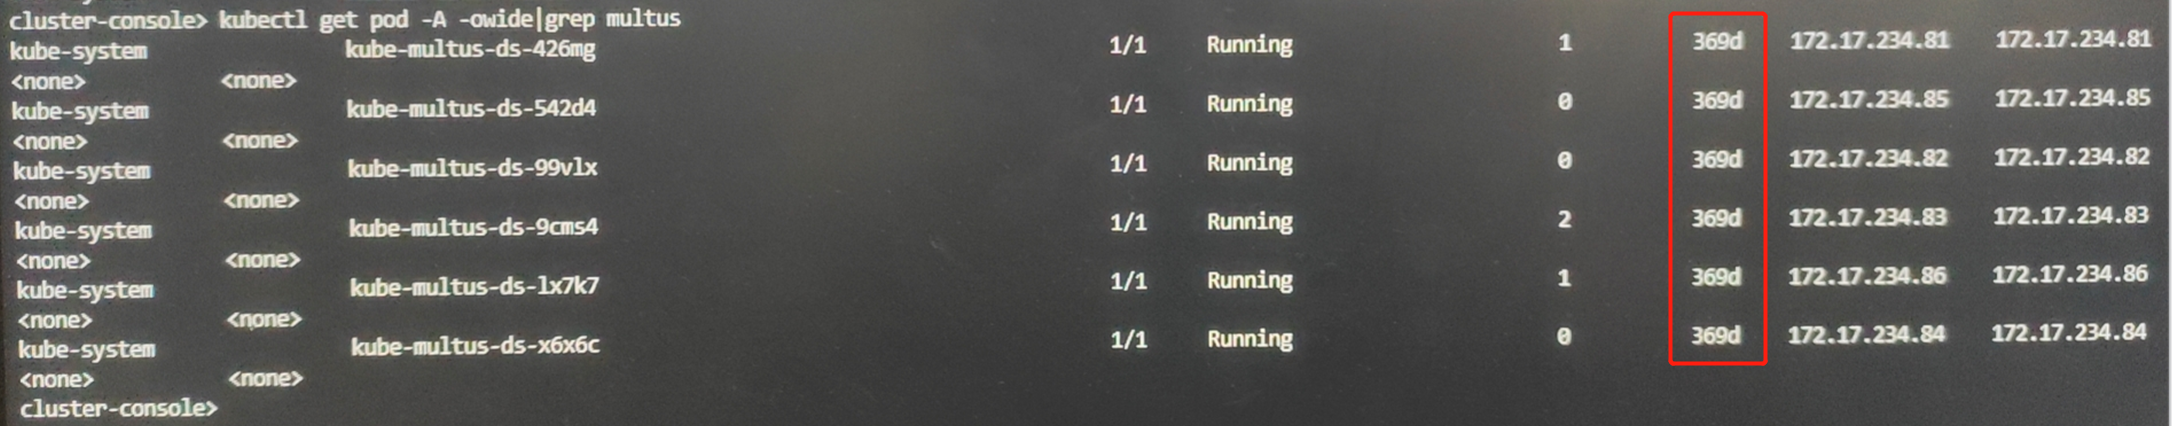 cluster-console> kubectl get pod -A -owide|grep multus
kube-system kube-multus-ds-426mg 1/1 Running 1 369d 172.17.234.81 172.17.234.81
<none> <none>
kube-system kube-multus-ds-542d4 1/1 Running 0 369d 172.17.234.85 172.17.234.85
<none> <none>
kube-system kube-multus-ds-99vlx 1/1 Running 0 369d 172.17.234.82 172.17.234.82
<none> <none>
kube-system kube-multus-ds-9cms4 1/1 Running 2 369d 172.17.234.83 172.17.234.83
<none> <none>
kube-system kube-multus-ds-lx7k7 1/1 Running 1 369d 172.17.234.86 172.17.234.86
<none> <none>
kube-system kube-multus-ds-x6x6c 1/1 Running 0 369d 172.17.234.84 172.17.234.84
<none> <none>
cluster-console>